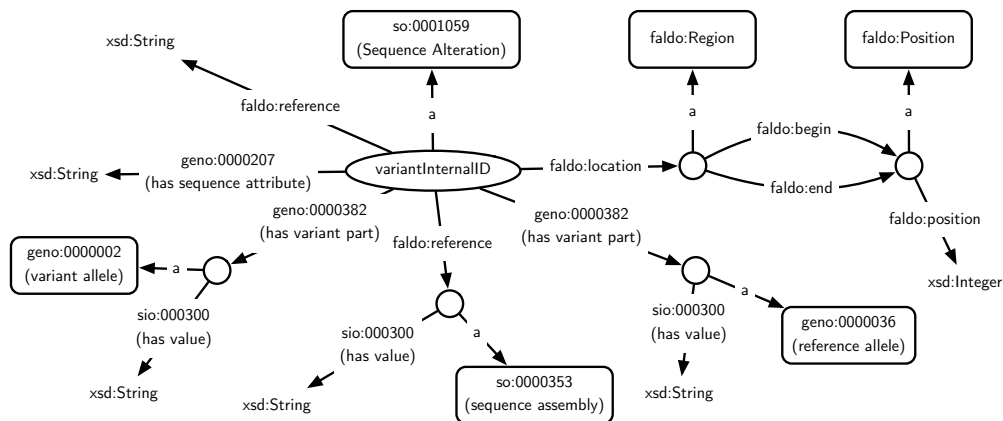 so:0001059
(Sequence Alteration)
faldo:Region
faldo:Position
xsd:String
faldo:reference
a
a
a
geno:0000207
(has sequence attribute)
xsd:String
variantInternalID
faldo:location
faldo:begin
faldo:end
geno:0000382
(has variant part)
faldo:reference
geno:0000382
(has variant part)
faldo:position
xsd:Integer
geno:0000002
(variant allele)
a
sio:000300
(has value)
xsd:String
sio:000300
(has value)
a
xsd:String
so:0000353
(sequence assembly)
a
sio:000300
(has value)
geno:0000036
(reference allele)
xsd:String